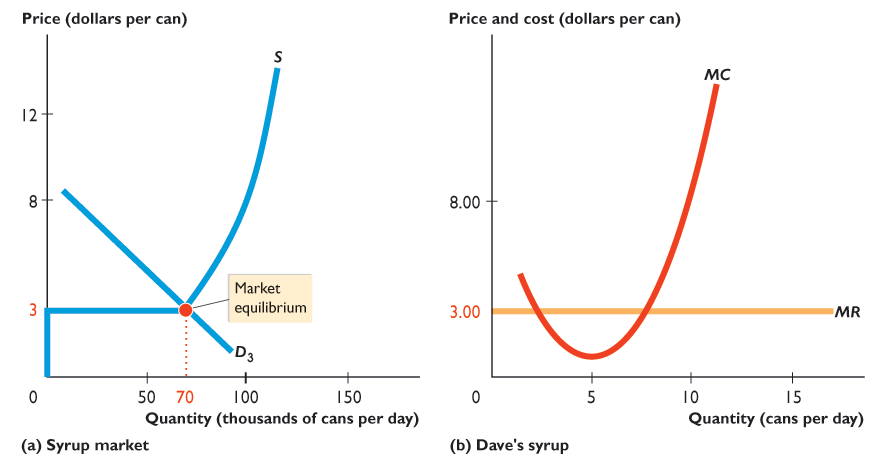 Price (dollars per can)
S
12
8
3
Market
equilibrium
D3
0
50
70
100
150
Quantity (thousands of cans per day)
(a) Syrup market
Price and cost (dollars per can)
MC
8.00
3.00
MR
0
5
10
15
Quantity (cans per day)
(b) Dave's syrup